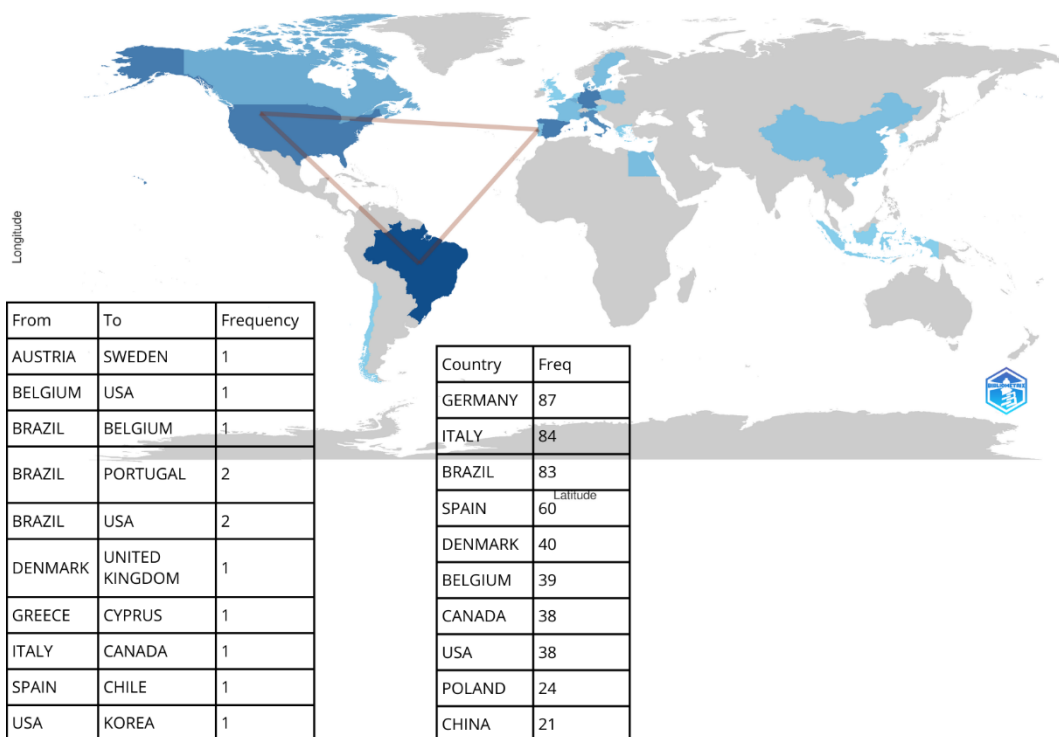 Longitude
From To Frequency
AUSTRIA SWEDEN 1
BELGIUM USA 1
BRAZIL BELGIUM 1
BRAZIL PORTUGAL 2
BRAZIL USA 2
DENMARK UNITED
KINGDOM 1
GREECE CYPRUS 1
ITALY CANADA 1
SPAIN CHILE 1
USA KOREA 1
Country Freq
GERMANY 87
ITALY 84
BRAZIL 83
Latitude
SPAIN 60
DENMARK 40
BELGIUM 39
CANADA 38
USA 38
POLAND 24
CHINA 21
BIBLIOMETRIX